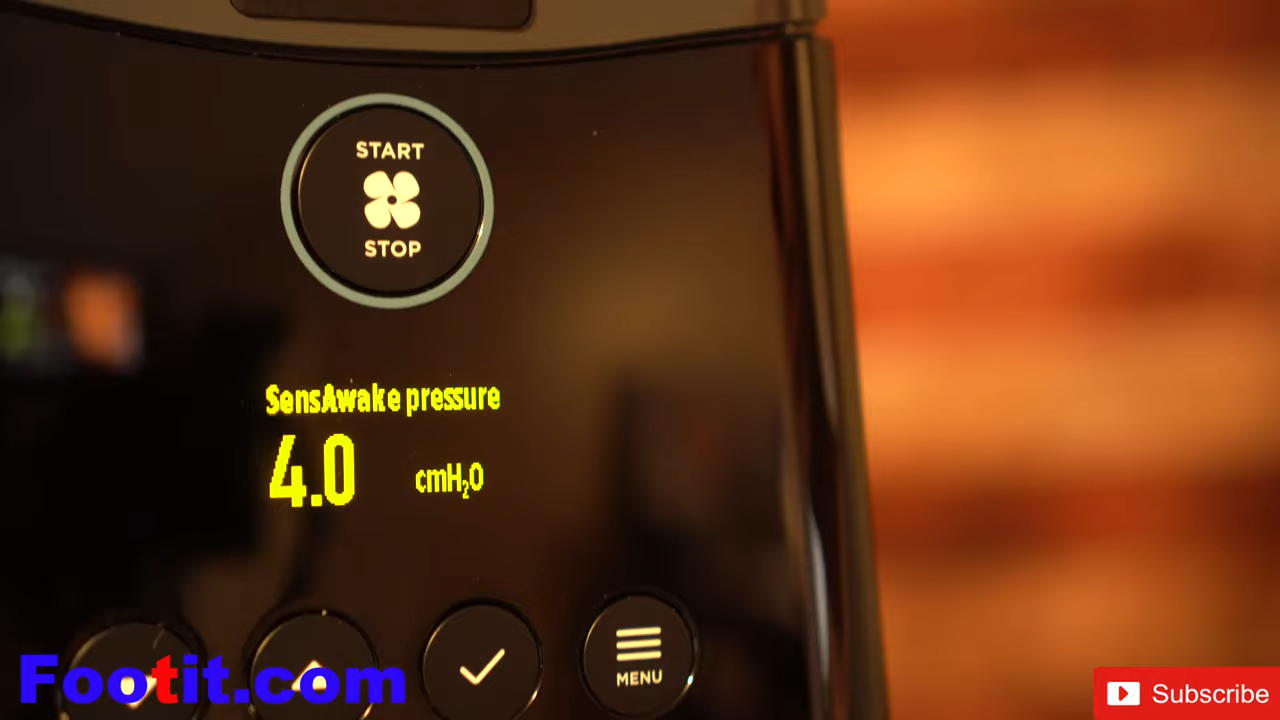 START
STOP
SensAwake pressure
4.0 cmH₂O
MENU
Footit.com
Subscribe